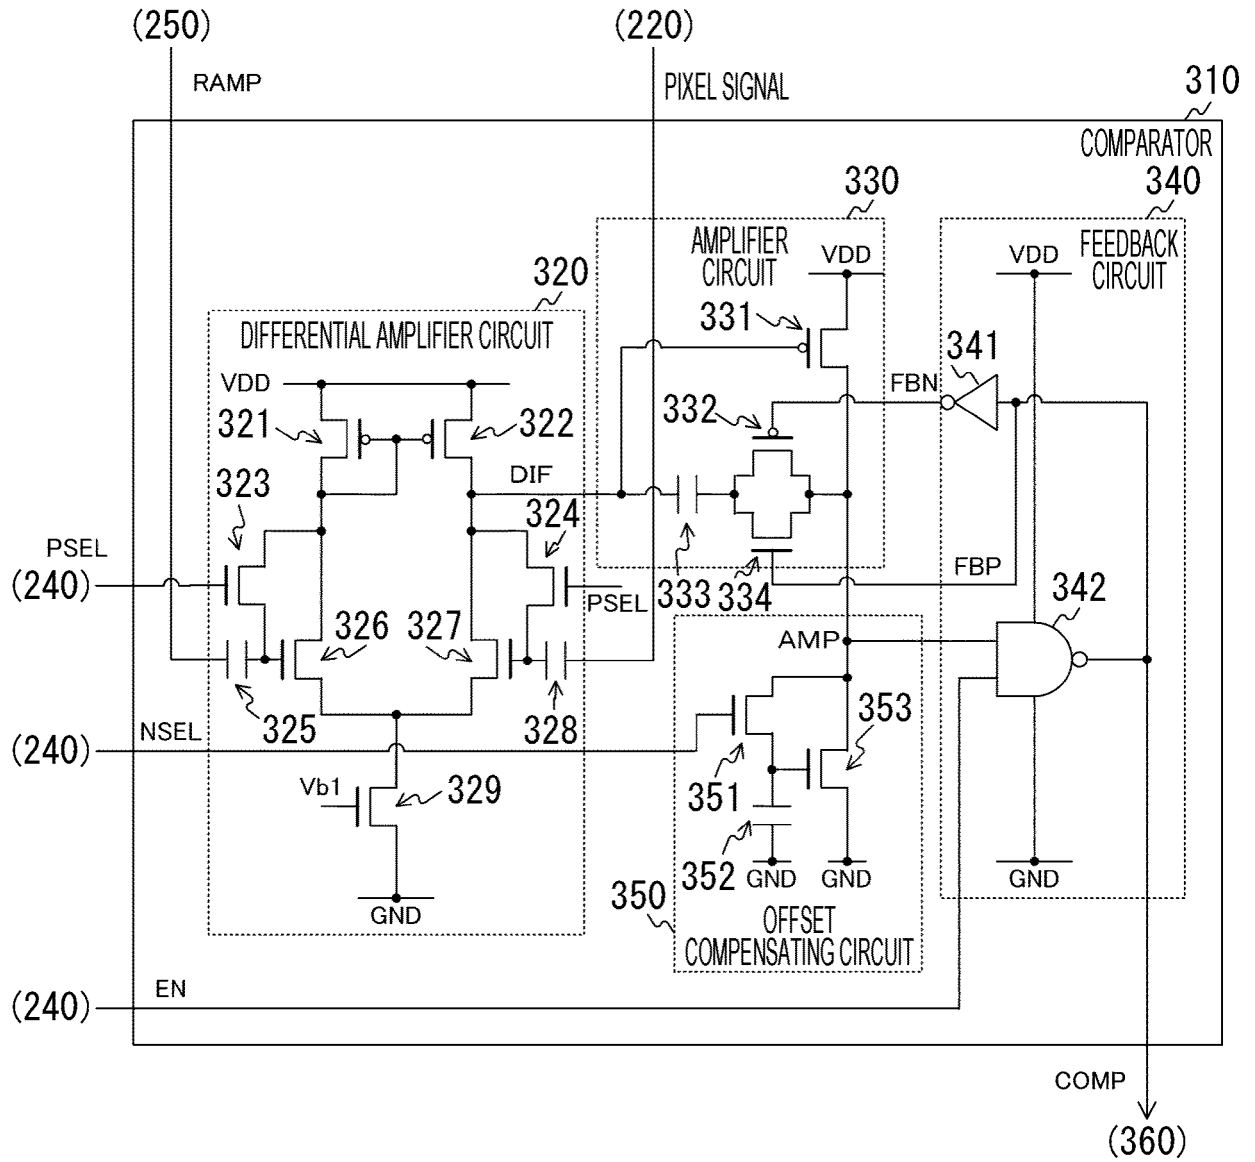 (250)
(220)
RAMP
PIXEL SIGNAL
310
COMPARATOR
330
340
AMPLIFIER
CIRCUIT
VDD
VDD
FEEDBACK
CIRCUIT
320
DIFFERENTIAL AMPLIFIER CIRCUIT
331
341
VDD
FBN
321
322
332
323
DIF
324
PSEL
(240)
PSEL
333
334
FBP
342
326
327
AMP
325
328
353
NSEL
(240)
351
Vb1
329
352
GND
GND
GND
350
GND
OFFSET
COMPENSATING CIRCUIT
EN
(240)
COMP
(360)